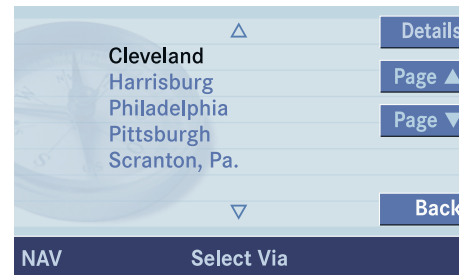 Details
Cleveland
Harrisburg
Page ▲
Philadelphia
Page ▼
Pittsburgh
Scranton, Pa.
Back
NAV Select Via